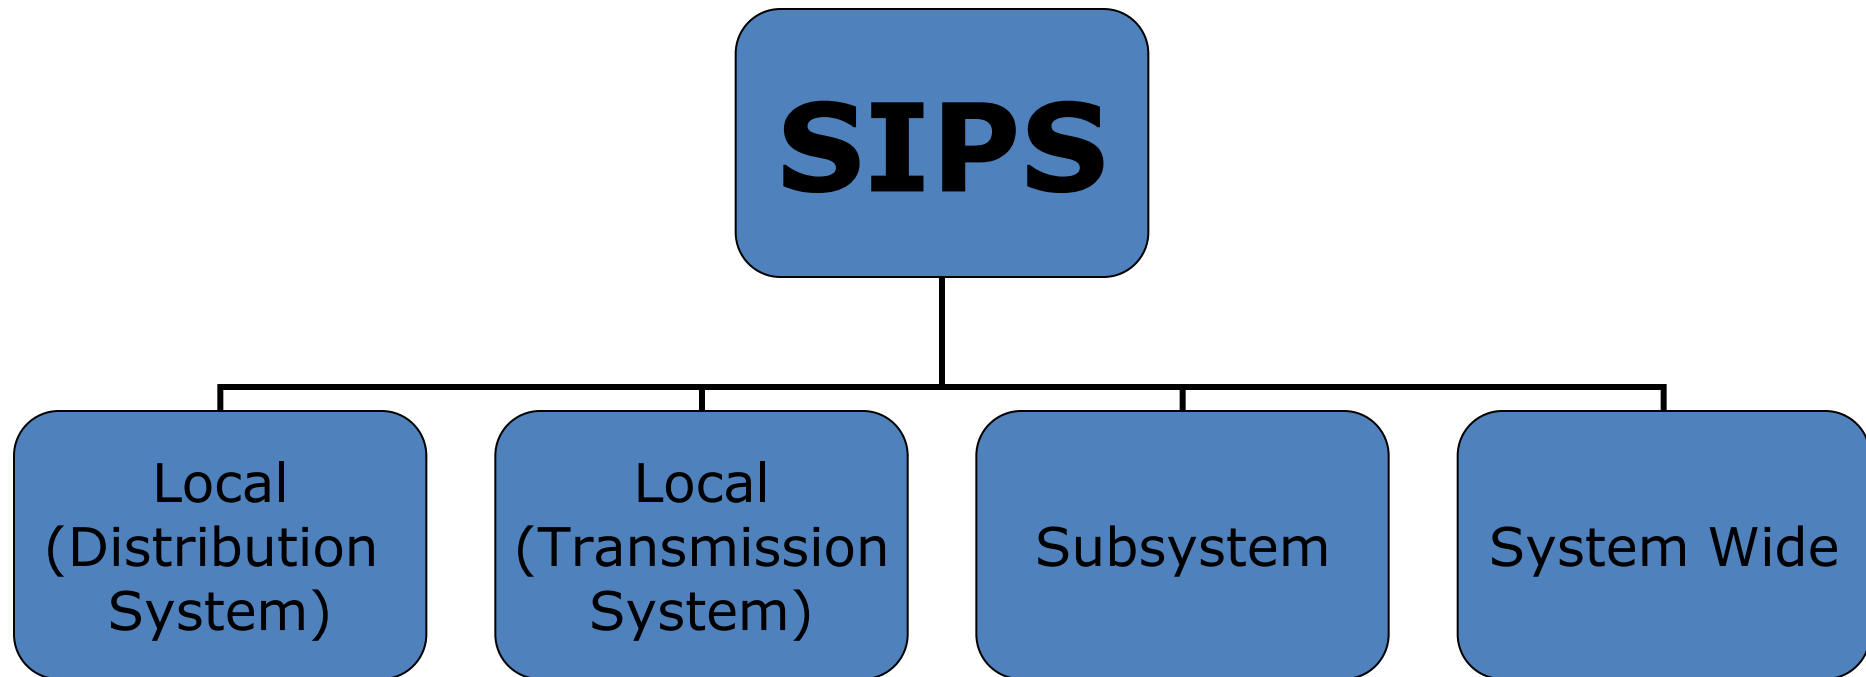 SIPS
Local
(Distribution
System)
Local
(Transmission
System)
Subsystem
System Wide